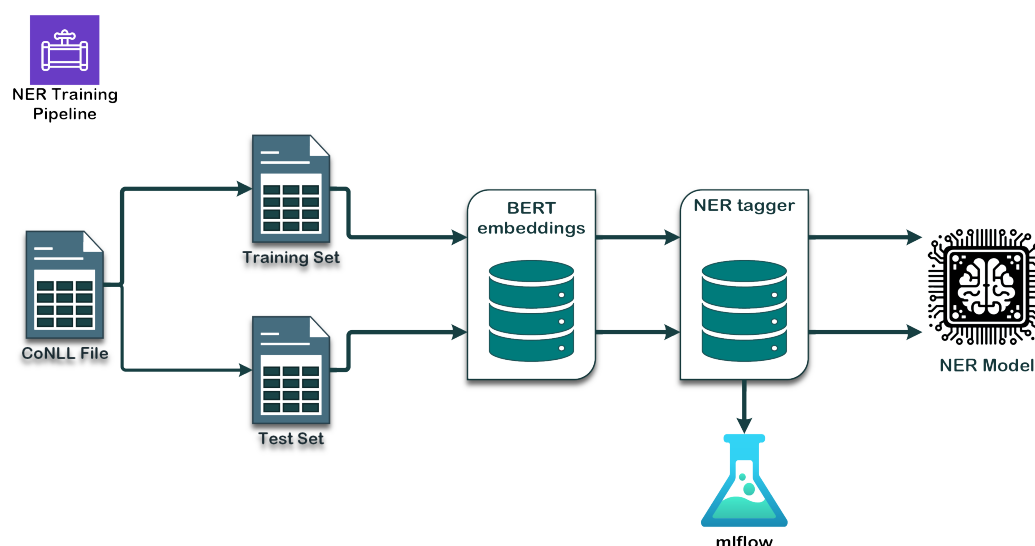 NER Training
Pipeline
Training Set
CoNLL File
Test Set
BERT
embeddings
NER tagger
NER Model
mlflow